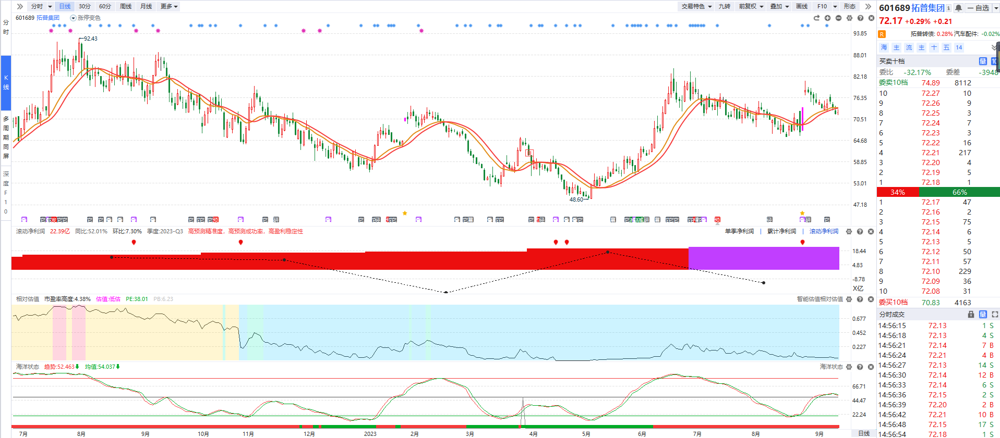 分时 日线 30分 60分 周线 月线 更多 交易特色 九转 前复权 叠加 画线 F10 形态
601689 拓普集团 涨停变色
分时
K线
多周期同屏
深度F10
92.43
48.60
93.85
88.01
82.18
76.35
70.51
64.68
58.85
53.01
47.18
滚动净利润 22.39亿 同比:52.01% 环比:7.30% 季度:2023-Q3 高预测精准度，高预测成功率，高盈利稳定性 单季净利润 | 累计净利润 | 滚动净利润
18.44
4.83
-8.78
X亿
相对估值 市盈率高度:4.38% 估值:低估 PE:38.01 PB:6.23 智能估值相对估值
0.677
0.452
0.227
海洋状态 趋势:52.463 均值:54.037 海洋状态
66.71
44.47
22.24
7月 8月 9月 10月 11月 12月 2023 2月 3月 4月 5月 6月 7月 8月 9月 日线
601689 拓普集团 自选
72.17 +0.29% +0.21
R 拓普转债: 0.28% 汽车配件: -0.02%
海 主 流 主 十 五 14
买卖十档 量
委比 -32.17% 委差 -3948
委卖10档 74.89 8112
10 72.27 10
9 72.26 9
8 72.25 3
7 72.24 7
6 72.23 3
5 72.22 16
4 72.21 217
3 72.20 4
2 72.19 5
1 72.18 1
34% 66%
1 72.17 47
2 72.16 2
3 72.15 75
4 72.14 6
5 72.13 5
6 72.12 50
7 72.11 57
8 72.10 229
9 72.09 36
10 72.08 31
委买10档 70.83 4163
分时成交 量
14:56:15 72.13 1 S
14:56:18 72.13 4 S
14:56:21 72.14 7 B
14:56:24 72.21 4 B
14:56:27 72.13 14 S
14:56:30 72.14 12 B
14:56:33 72.14 6 S
14:56:36 72.15 2 S
14:56:39 72.20 2 B
14:56:42 72.21 10 B
14:56:48 72.15 17 S
14:56:54 72.18 1 S